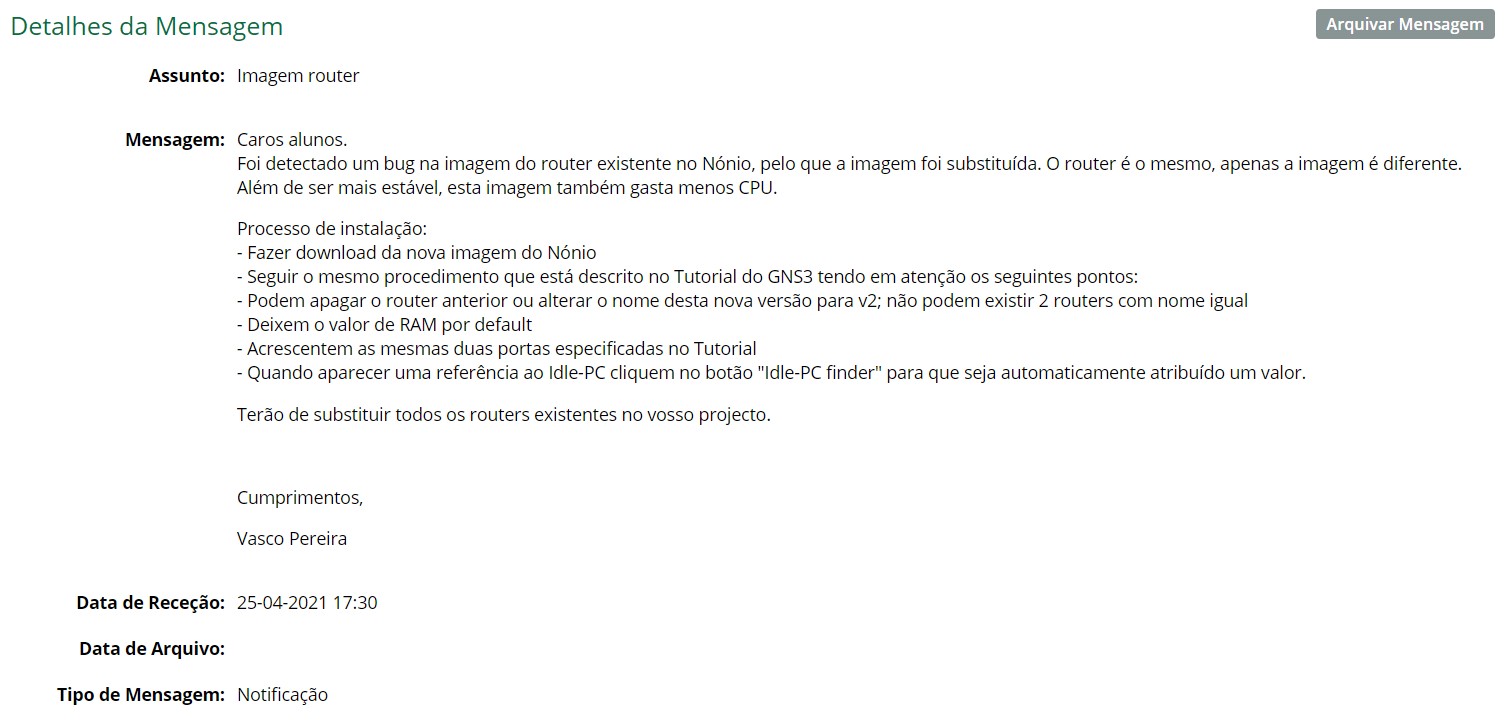 Detalhes da Mensagem
Arquivar Mensagem
Assunto: Imagem router
Mensagem: Caros alunos.
Foi detectado um bug na imagem do router existente no Nónio, pelo que a imagem foi substituída. O router é o mesmo, apenas a imagem é diferente.
Além de ser mais estável, esta imagem também gasta menos CPU.
Processo de instalação:
- Fazer download da nova imagem do Nónio
- Seguir o mesmo procedimento que está descrito no Tutorial do GNS3 tendo em atenção os seguintes pontos:
- Podem apagar o router anterior ou alterar o nome desta nova versão para v2; não podem existir 2 routers com nome igual
- Deixem o valor de RAM por default
- Acrescentem as mesmas duas portas especificadas no Tutorial
- Quando aparecer uma referência ao Idle-PC cliquem no botão "Idle-PC finder" para que seja automaticamente atribuído um valor.
Terão de substituir todos os routers existentes no vosso projecto.
Cumprimentos,
Vasco Pereira
Data de Receção: 25-04-2021 17:30
Data de Arquivo:
Tipo de Mensagem: Notificação